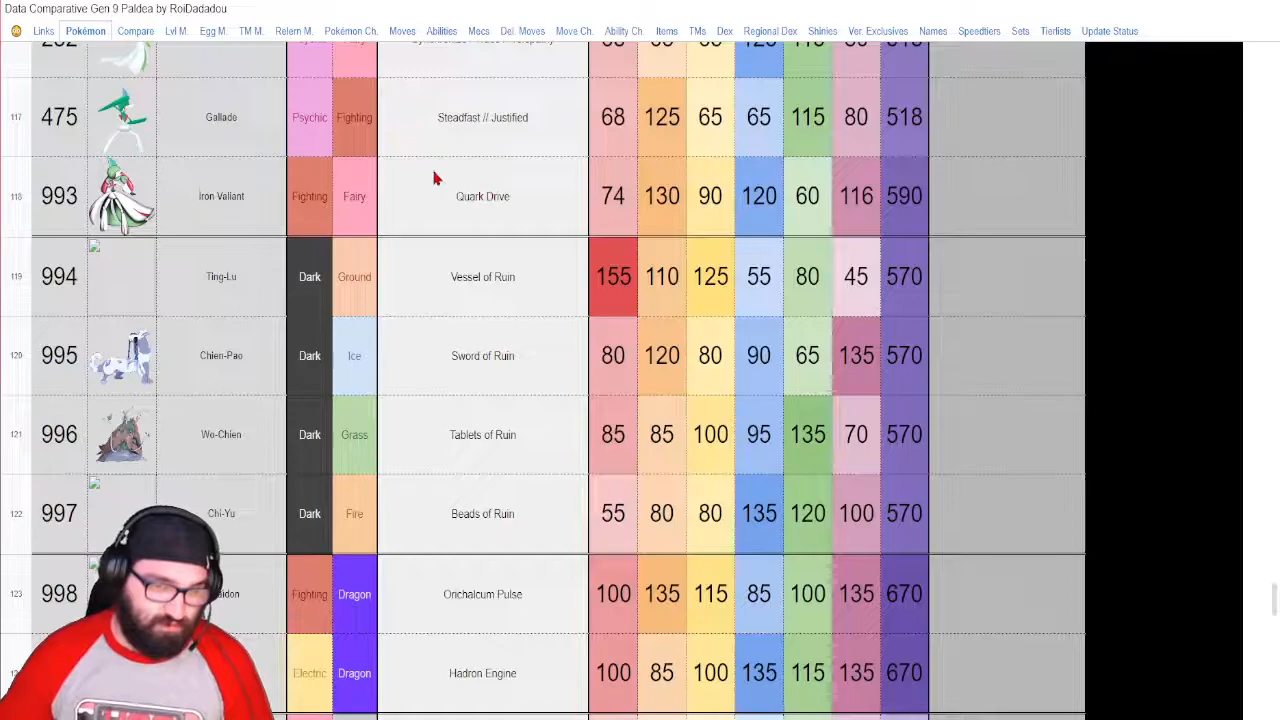 Data Comparative Gen 9 Paldea by RoiDadadou
Links Pokémon Compare Lvl M. Egg M. TM M. Relern M. Pokémon Ch. Moves Abilities Mecs Del. Moves Move Ch. Ability Ch. Items TMs Dex Regional Dex Shinies Ver. Exclusives Names Speedtiers Sets Tierlists Update Status
117 475 Gallade Psychic Fighting Steadfast // Justified 68 125 65 65 115 80 518
118 993 Iron Valiant Fighting Fairy Quark Drive 74 130 90 120 60 116 590
119 994 Ting-Lu Dark Ground Vessel of Ruin 155 110 125 55 80 45 570
120 995 Chien-Pao Dark Ice Sword of Ruin 80 120 80 90 65 135 570
121 996 Wo-Chien Dark Grass Tablets of Ruin 85 85 100 95 135 70 570
122 997 Chi-Yu Dark Fire Beads of Ruin 55 80 80 135 120 100 570
123 998 Fighting Dragon Orichalcum Pulse 100 135 115 85 100 135 670
Electric Dragon Hadron Engine 100 85 100 135 115 135 670